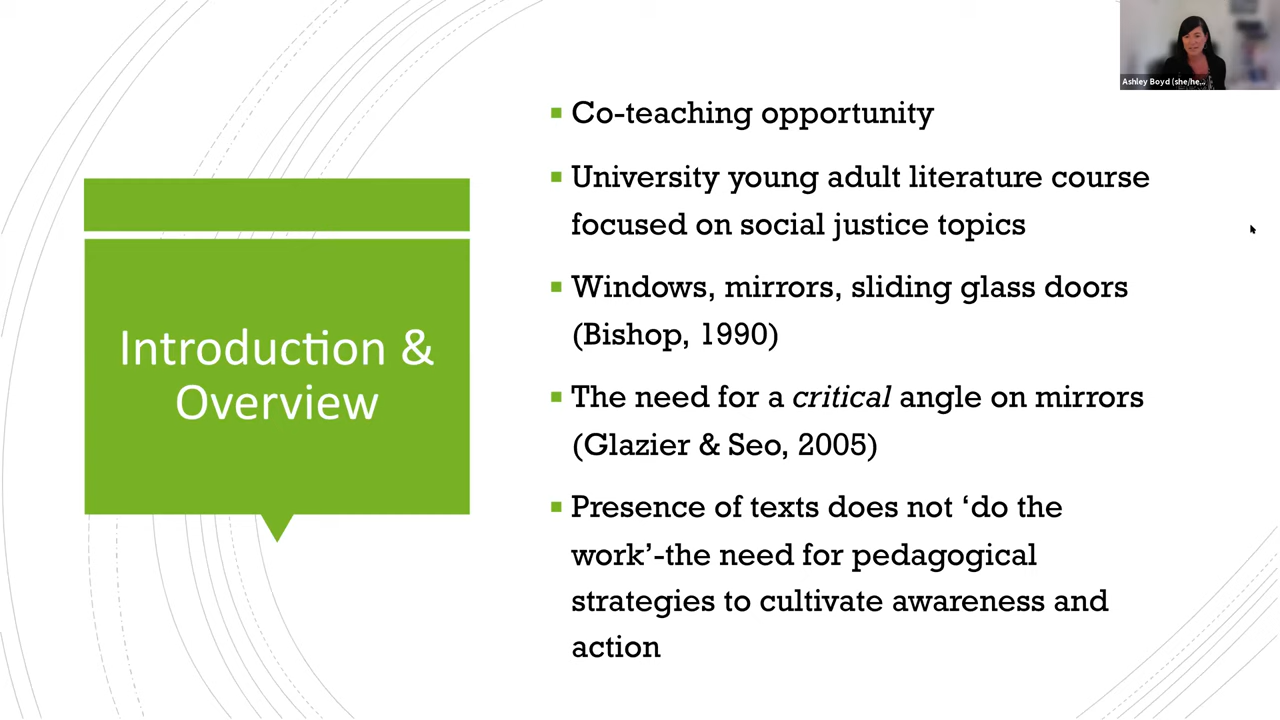 Ashley Boyd (she/he...
Introduction &
Overview
Co-teaching opportunity
University young adult literature course
focused on social justice topics
Windows, mirrors, sliding glass doors
(Bishop, 1990)
The need for a critical angle on mirrors
(Glazier & Seo, 2005)
Presence of texts does not ‘do the
work’-the need for pedagogical
strategies to cultivate awareness and
action